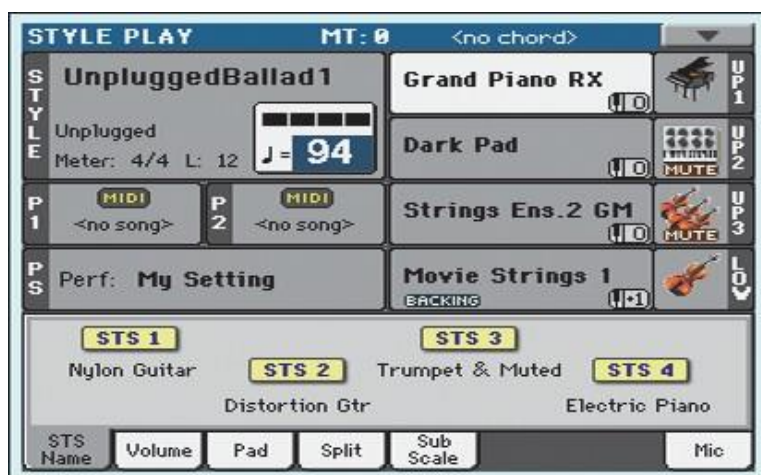 STYLE PLAY MT: 0 <no chord>
STYLE
UnpluggedBallad1
Unplugged
Meter: 4/4 L: 12 ♩= 94
Grand Piano RX
0
UP1
Dark Pad
0
MUTE
UP2
P1
MIDI
<no song>
P2
MIDI
<no song>
Strings Ens.2 GM
0
MUTE
UP3
PS
Perf: My Setting
Movie Strings 1
BACKING
+1
LOW
STS 1
Nylon Guitar
STS 2
Distortion Gtr
STS 3
Trumpet & Muted
STS 4
Electric Piano
STS Name
Volume
Pad
Split
Sub Scale
Mic